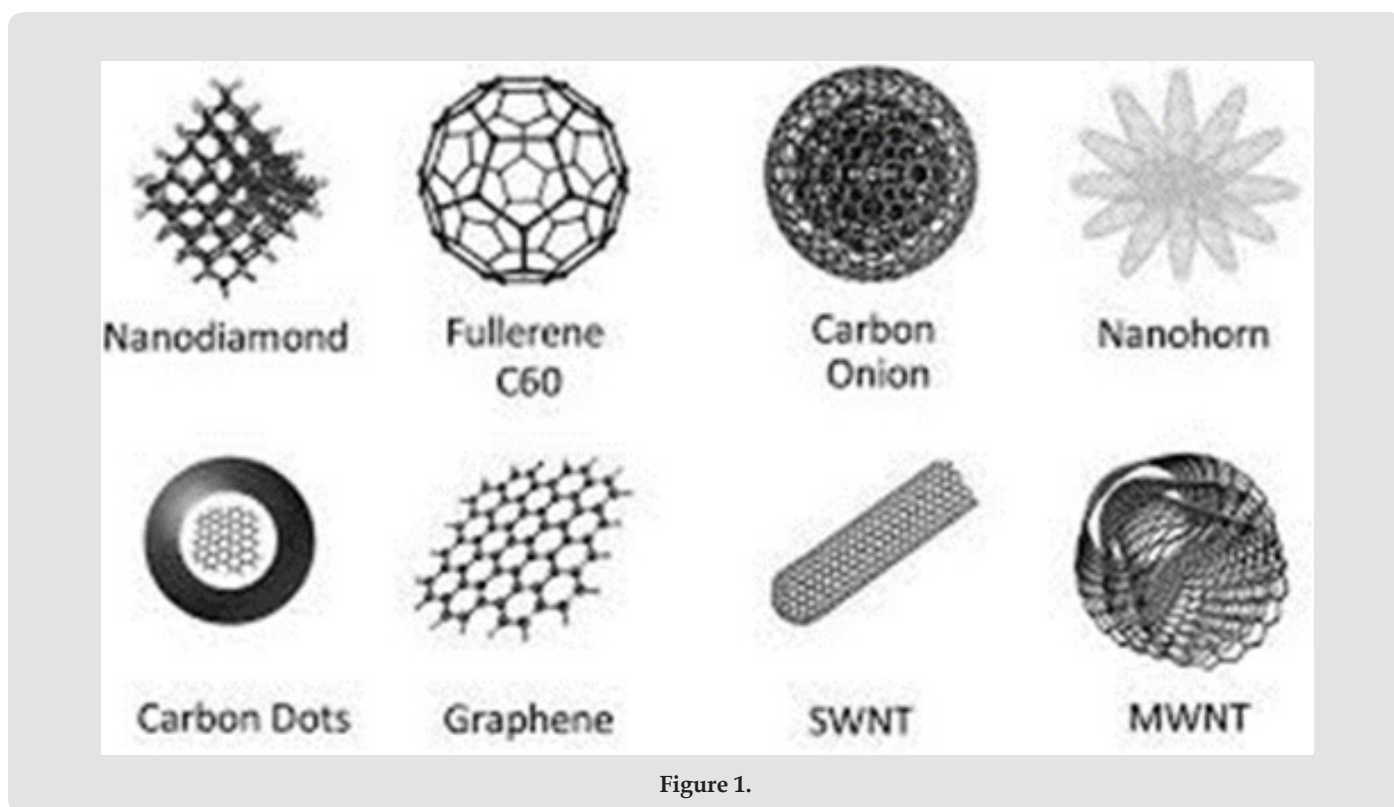 Nanodiamond
Fullerene
C60
Carbon
Onion
Nanohorn
Carbon Dots
Graphene
SWNT
MWNT
Figure 1.